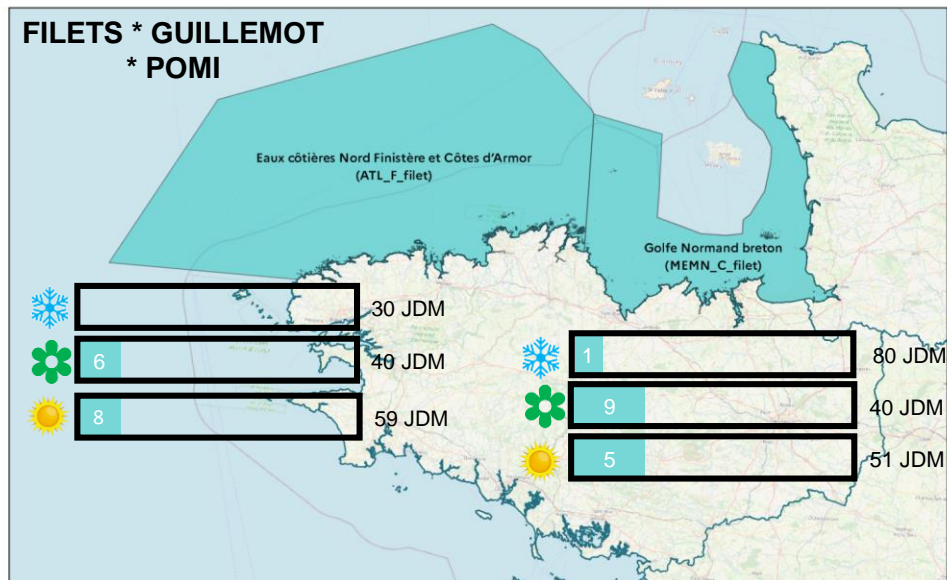 FILETS * GUILLEMOT
* POMI
Eaux côtières Nord Finistère et Côtes d'Armor
(ATL_F_filet)
Golfe Normand breton
(MEMN_C_filet)
30 JDM
6
40 JDM
8
59 JDM
1
80 JDM
9
40 JDM
5
51 JDM